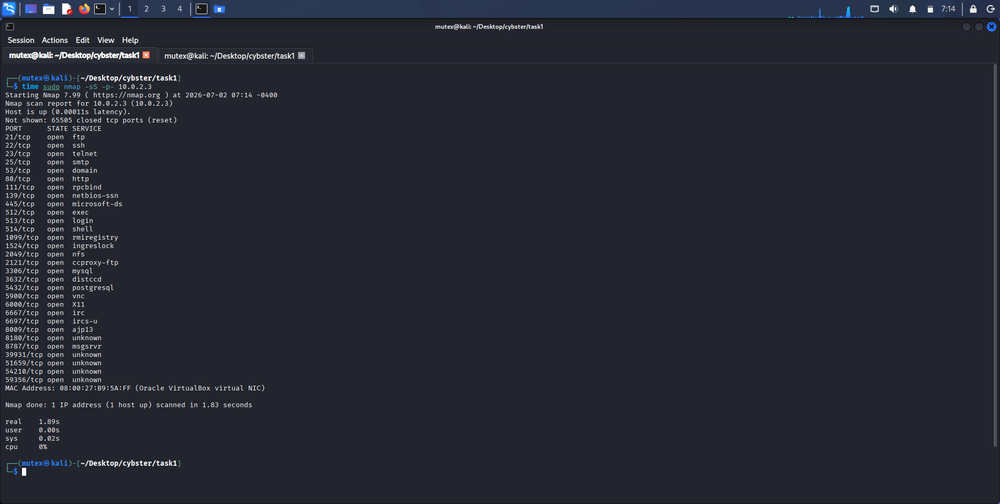 1 2 3 4 7:14
mutex@kali: ~/Desktop/cybster/task1
Session Actions Edit View Help
mutex@kali: ~/Desktop/cybster/task1 mutex@kali: ~/Desktop/cybster/task1
┌──(mutex㉿kali)-[~/Desktop/cybster/task1]
└─$ time sudo nmap -sS -p- 10.0.2.3
Starting Nmap 7.99 ( https://nmap.org ) at 2026-07-02 07:14 -0400
Nmap scan report for 10.0.2.3 (10.0.2.3)
Host is up (0.00011s latency).
Not shown: 65505 closed tcp ports (reset)
PORT      STATE SERVICE
21/tcp    open  ftp
22/tcp    open  ssh
23/tcp    open  telnet
25/tcp    open  smtp
53/tcp    open  domain
80/tcp    open  http
111/tcp   open  rpcbind
139/tcp   open  netbios-ssn
445/tcp   open  microsoft-ds
512/tcp   open  exec
513/tcp   open  login
514/tcp   open  shell
1099/tcp  open  rmiregistry
1524/tcp  open  ingreslock
2049/tcp  open  nfs
2121/tcp  open  ccproxy-ftp
3306/tcp  open  mysql
3632/tcp  open  distccd
5432/tcp  open  postgresql
5900/tcp  open  vnc
6000/tcp  open  X11
6667/tcp  open  irc
6697/tcp  open  ircs-u
8009/tcp  open  ajp13
8180/tcp  open  unknown
8787/tcp  open  msgsrvr
39931/tcp open  unknown
51659/tcp open  unknown
54210/tcp open  unknown
59356/tcp open  unknown
MAC Address: 08:00:27:B9:5A:FF (Oracle VirtualBox virtual NIC)
Nmap done: 1 IP address (1 host up) scanned in 1.83 seconds
real    1.89s
user    0.00s
sys     0.02s
cpu     0%
┌──(mutex㉿kali)-[~/Desktop/cybster/task1]
└─$